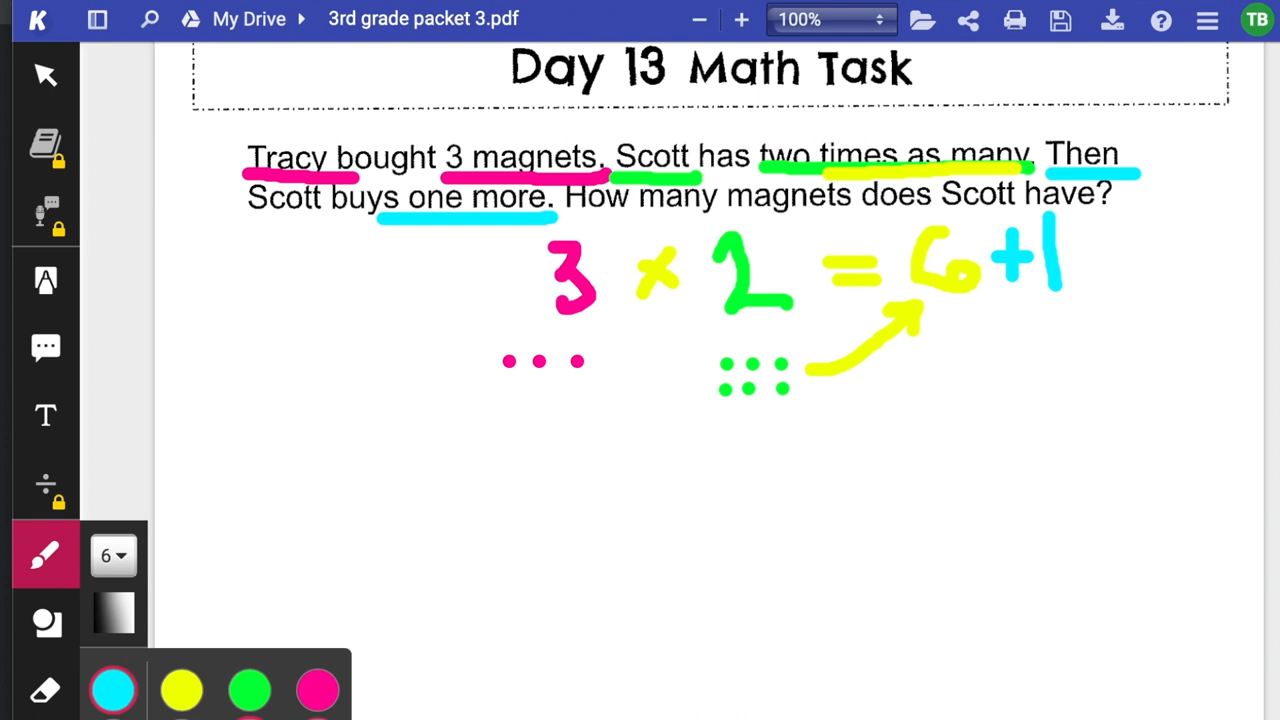 K My Drive 3rd grade packet 3.pdf − + 100% ? TB
Day 13 Math Task
Tracy bought 3 magnets. Scott has two times as many. Then
Scott buys one more. How many magnets does Scott have?
3 × 2 = 6 + 1
A
T
÷
6